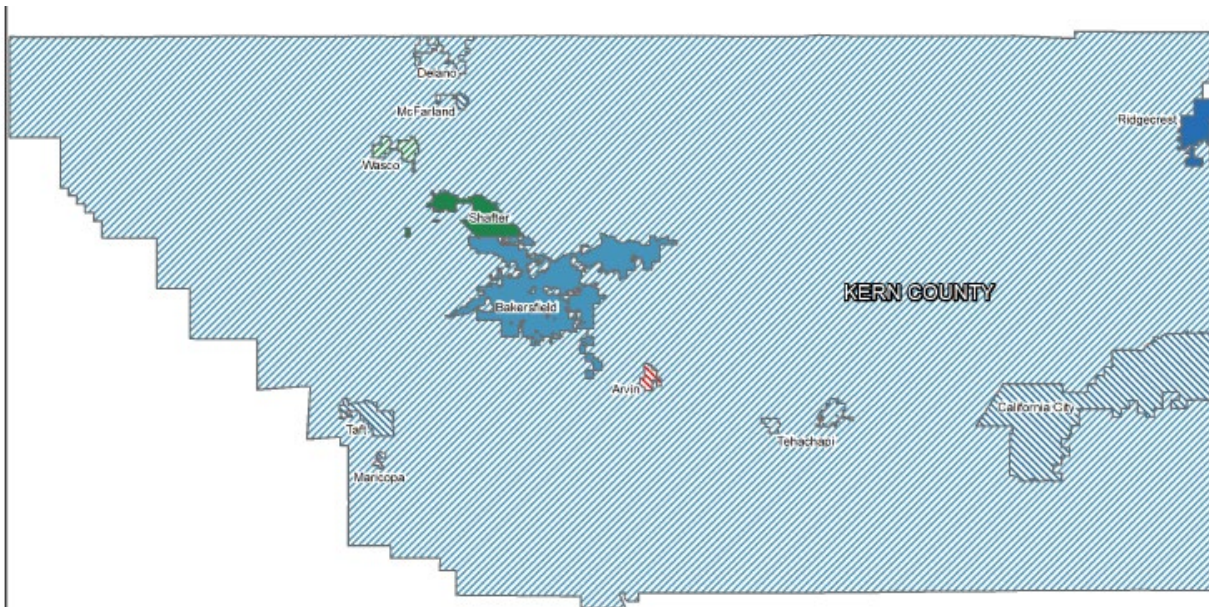 Delano
McFarland
Ridgecrest
Wasco
Shafter
KERN COUNTY
Bakersfield
Arvin
California City
Taft
Tehachapi
Maricopa